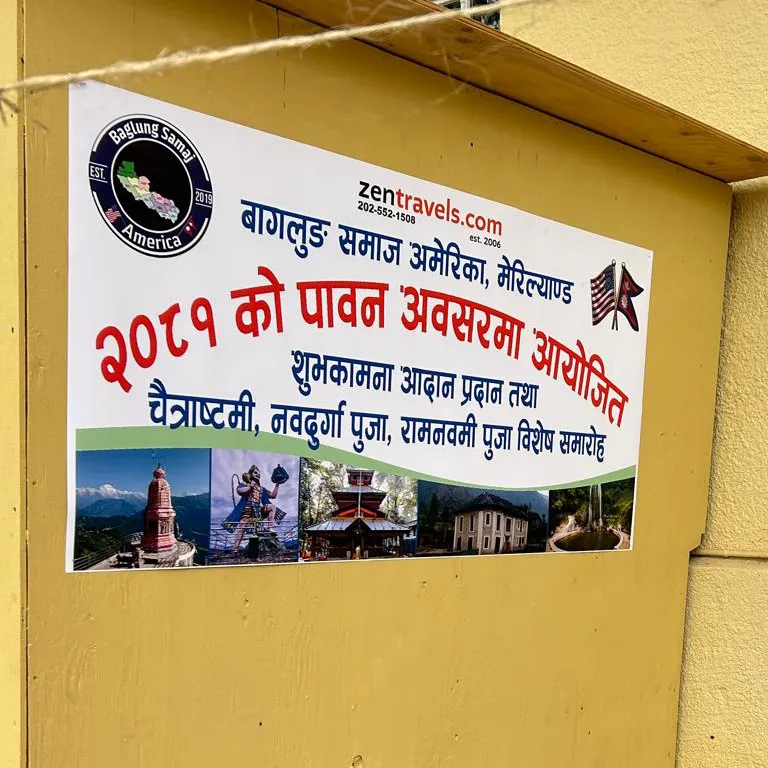 Baglung Samaj
EST. 2019
America
zentravels.com
202-552-1508
est. 2006
बागलुङ समाज अमेरिका, मेरिल्याण्ड
२०८१ को पावन अवसरमा आयोजित
शुभकामना आदान प्रदान तथा
चैत्राष्टमी, नवदुर्गा पुजा, रामनवमी पुजा विशेष समारोह